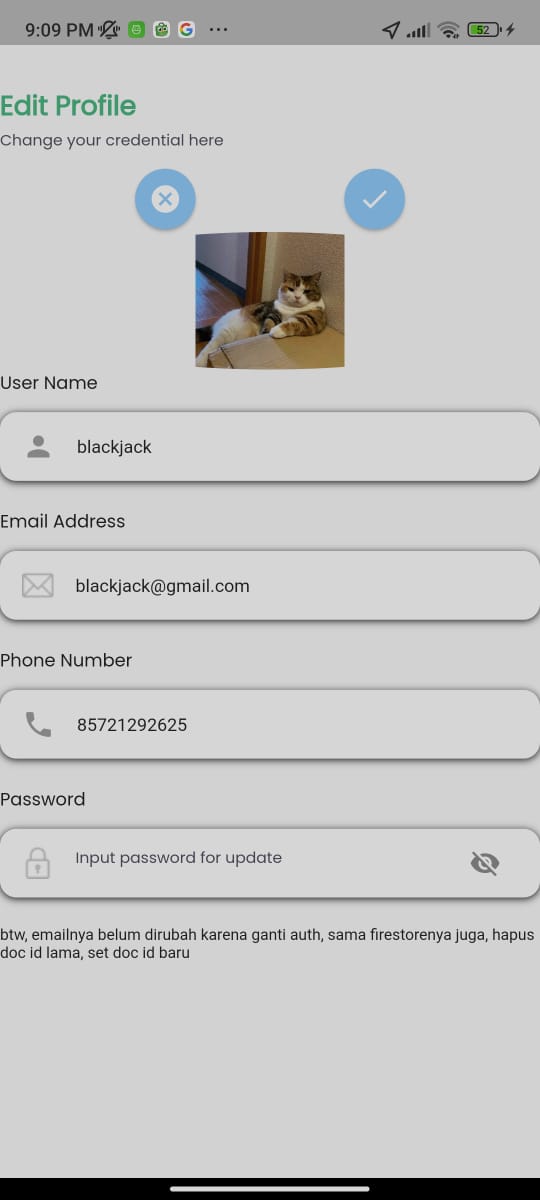 9:09 PM
52
Edit Profile
Change your credential here
User Name
blackjack
Email Address
blackjack@gmail.com
Phone Number
85721292625
Password
Input password for update
btw, emailnya belum dirubah karena ganti auth, sama firestorenya juga, hapus
doc id lama, set doc id baru